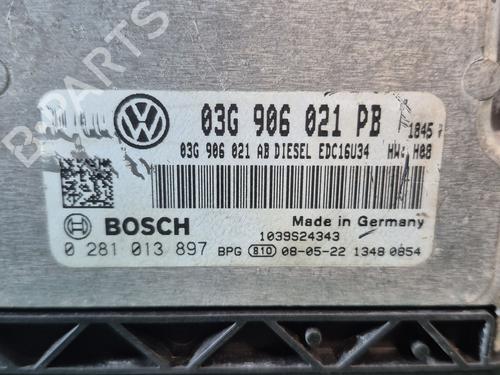 03G 906 021 PB 1845
03G 906 021 AB DIESEL EDC16U34 HW: H08
BOSCH
Made in Germany
1039S24343
0 281 013 897 BPG 810 08-05-22 1348 0854
B-PARTS